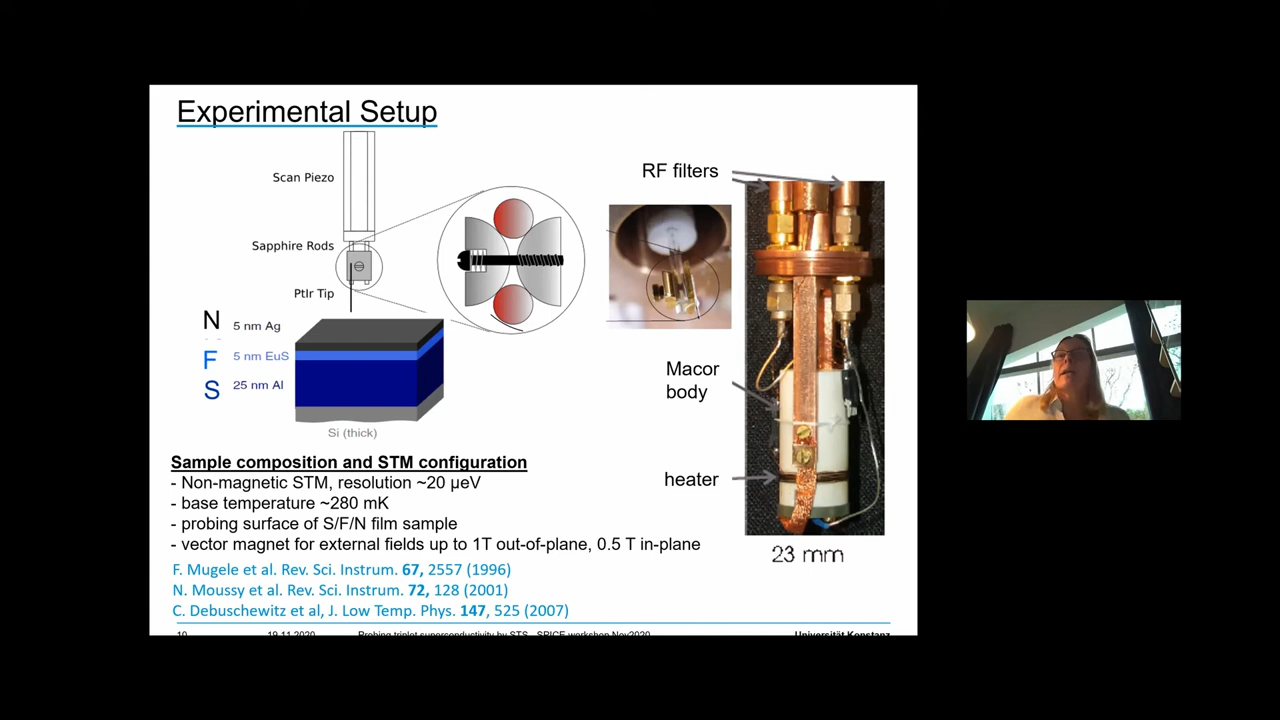 Experimental Setup
Scan Piezo
Sapphire Rods
PtIr Tip
N 5 nm Ag
F 5 nm EuS
S 25 nm Al
Si (thick)
RF filters
Macor
body
heater
23 mm
Sample composition and STM configuration
- Non-magnetic STM, resolution ~20 μeV
- base temperature ~280 mK
- probing surface of S/F/N film sample
- vector magnet for external fields up to 1T out-of-plane, 0.5 T in-plane
F. Mugele et al. Rev. Sci. Instrum. 67, 2557 (1996)
N. Moussy et al. Rev. Sci. Instrum. 72, 128 (2001)
C. Debuschewitz et al, J. Low Temp. Phys. 147, 525 (2007)
10 19.11.2020 Probing triplet superconductivity by STS - SPICE workshop Nov2020 Universität Konstanz